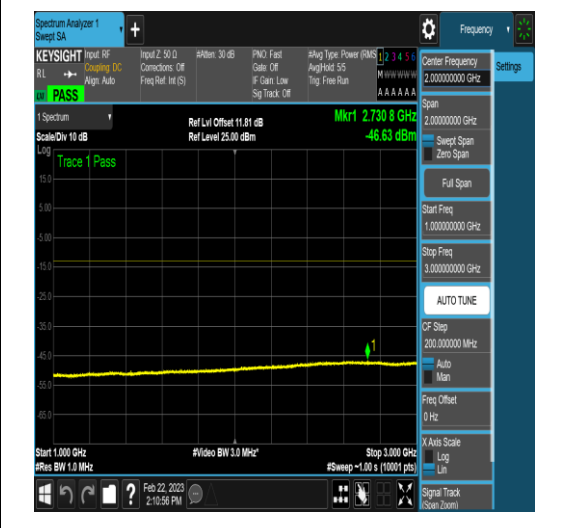 Spectrum Analyzer 1
Swept SA
+
Frequency
KEYSIGHT
RL
PASS
Input: RF
Coupling: DC
Align: Auto
Input Z: 50 Ω
Corrections: Off
Freq Ref: Int (S)
#Atten: 30 dB
PNO: Fast
Gate: Off
IF Gain: Low
Sig Track: Off
#Avg Type: Power (RMS
Avg|Hold: 5/5
Trig: Free Run
1 2 3 4 5 6
M W W W W W
A A A A A A
1 Spectrum
Scale/Div 10 dB
Ref Lvl Offset 11.81 dB
Ref Level 25.00 dBm
Mkr1 2.730 8 GHz
-46.63 dBm
Log
Trace 1 Pass
15.0
5.00
-5.00
-15.0
-25.0
-35.0
-45.0
-55.0
-65.0
1
Start 1.000 GHz
#Res BW 1.0 MHz
#Video BW 3.0 MHz*
Stop 3.000 GHz
#Sweep ~1.00 s (10001 pts)
Center Frequency
2.000000000 GHz
Settings
Span
2.00000000 GHz
Swept Span
Zero Span
Full Span
Start Freq
1.000000000 GHz
Stop Freq
3.000000000 GHz
AUTO TUNE
CF Step
200.000000 MHz
Auto
Man
Freq Offset
0 Hz
X Axis Scale
Log
Lin
Signal Track
(Span Zoom)
?
Feb 22, 2023
2:10:56 PM